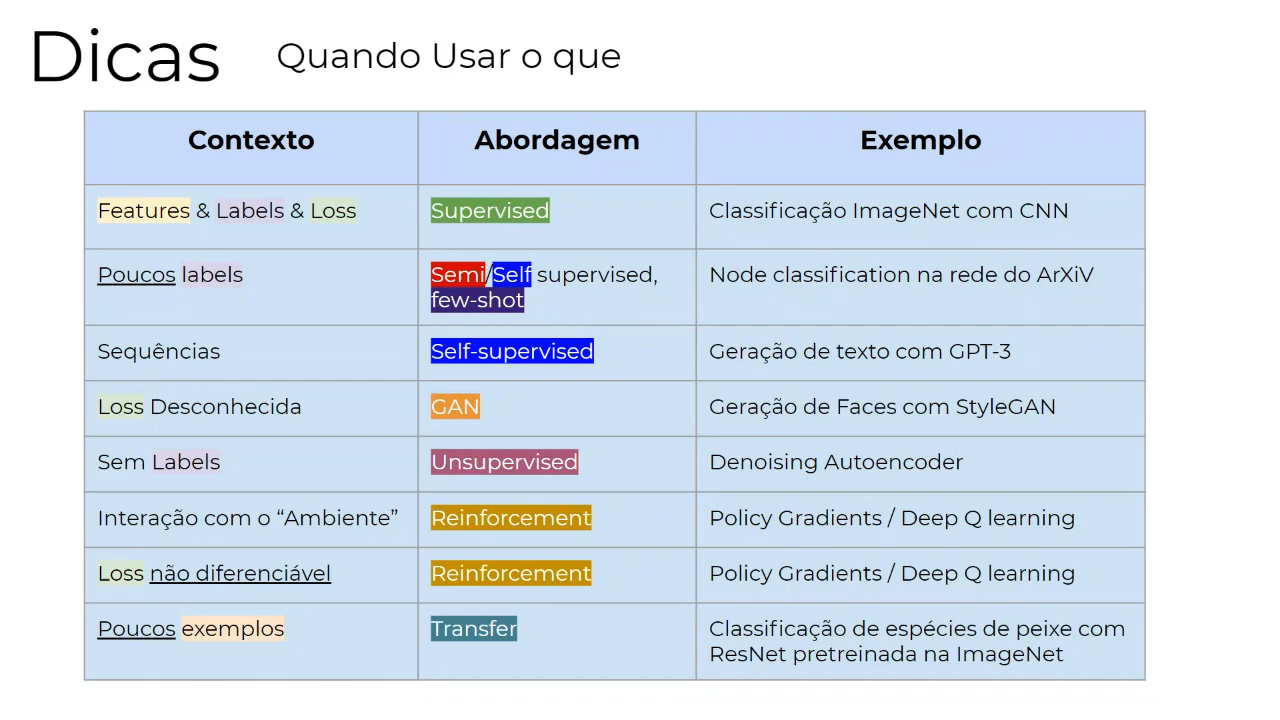 Dicas
Quando Usar o que
Contexto
Abordagem
Exemplo
Features & Labels & Loss
Supervised
Classificação ImageNet com CNN
Poucos labels
Semi/Self supervised,
few-shot
Node classification na rede do ArXiV
Sequências
Self-supervised
Geração de texto com GPT-3
Loss Desconhecida
GAN
Geração de Faces com StyleGAN
Sem Labels
Unsupervised
Denoising Autoencoder
Interação com o “Ambiente”
Reinforcement
Policy Gradients / Deep Q learning
Loss não diferenciável
Reinforcement
Policy Gradients / Deep Q learning
Poucos exemplos
Transfer
Classificação de espécies de peixe com
ResNet pretreinada na ImageNet